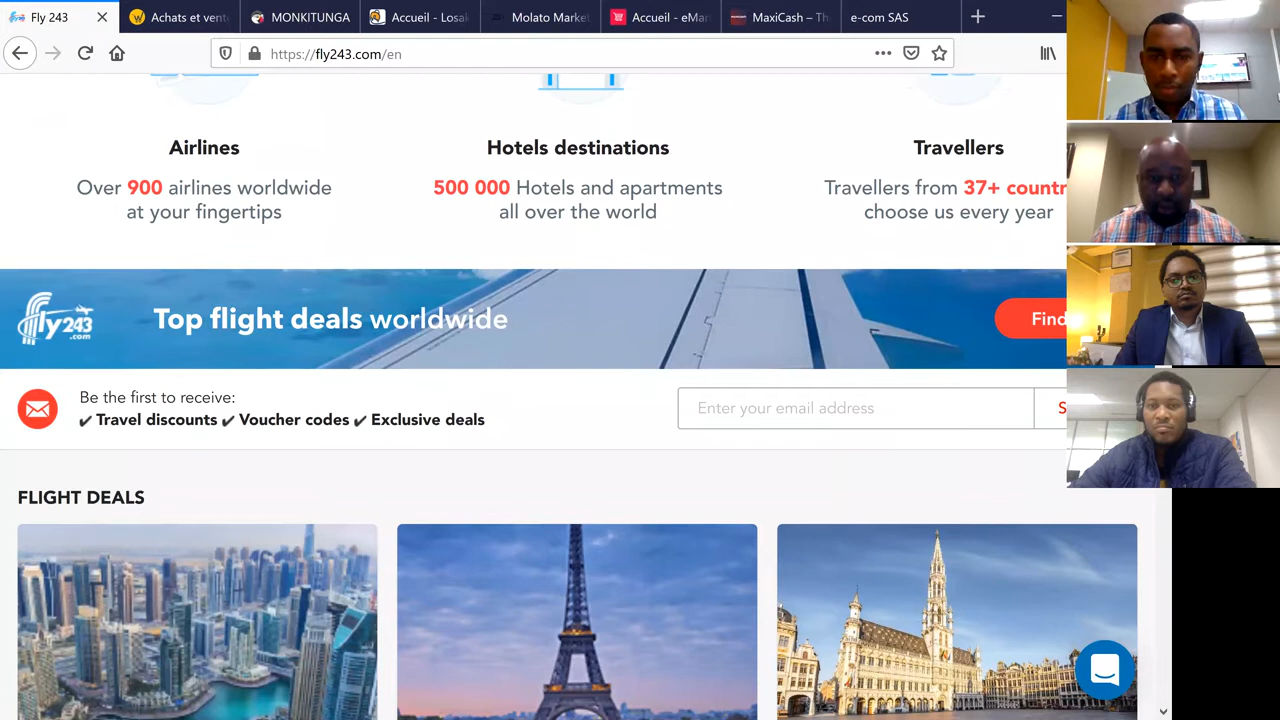 Fly 243
Achats et vent
MONKITUNGA
Accueil - Losal
Molato Market
Accueil - eMar
MaxiCash – Th
e-com SAS
https://fly243.com/en
Airlines
Hotels destinations
Travellers
Over 900 airlines worldwide
at your fingertips
500 000 Hotels and apartments
all over the world
Travellers from 37+ countr
choose us every year
fly243
.com
Top flight deals worldwide
Find
Be the first to receive:
✔ Travel discounts ✔ Voucher codes ✔ Exclusive deals
Enter your email address
S
FLIGHT DEALS